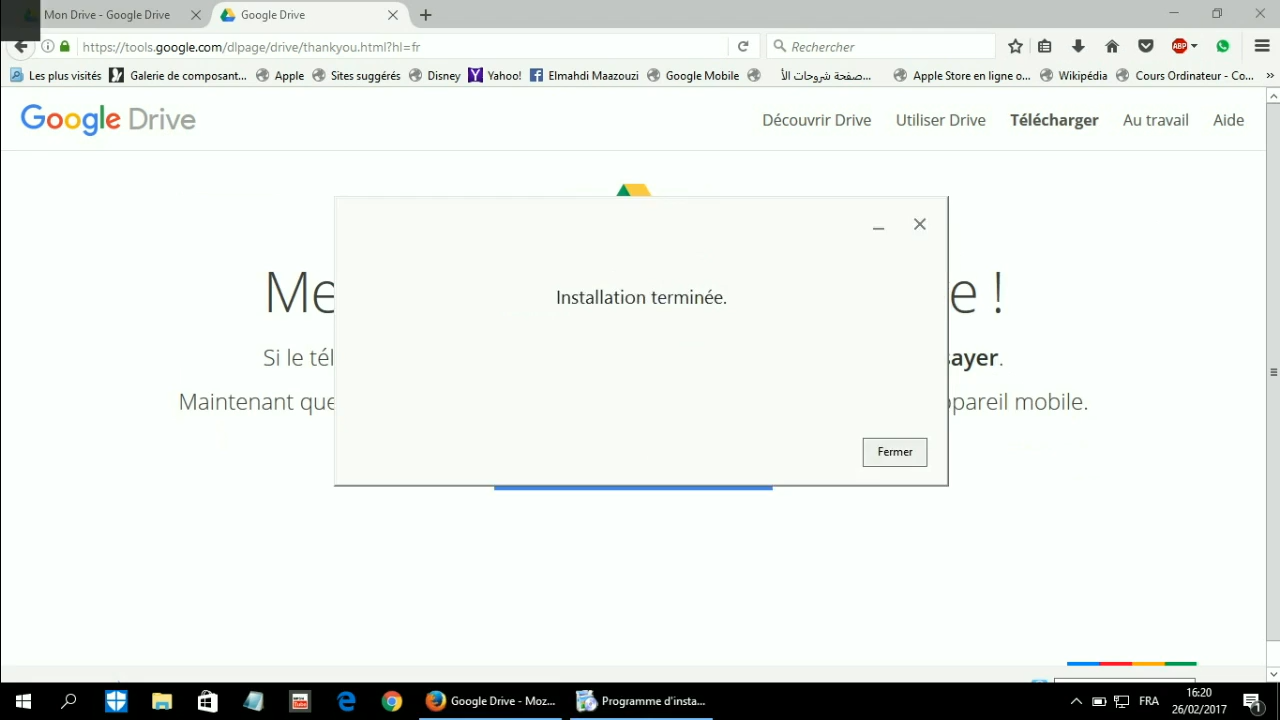 Mon Drive - Google Drive
Google Drive
https://tools.google.com/dlpage/drive/thankyou.html?hl=fr
Rechercher
ABP
Les plus visités
Galerie de composant...
Apple
Sites suggérés
Disney
Yahoo!
Elmahdi Maazouzi
Google Mobile
صفحة شروحات الأ...
Apple Store en ligne o...
Wikipédia
Cours Ordinateur - Co...
Google Drive
Découvrir Drive
Utiliser Drive
Télécharger
Au travail
Aide
Me
e !
Installation terminée.
Si le tél
ayer.
Maintenant que
pareil mobile.
Fermer
Google Drive - Moz...
Programme d'insta...
FRA
16:20
26/02/2017
1